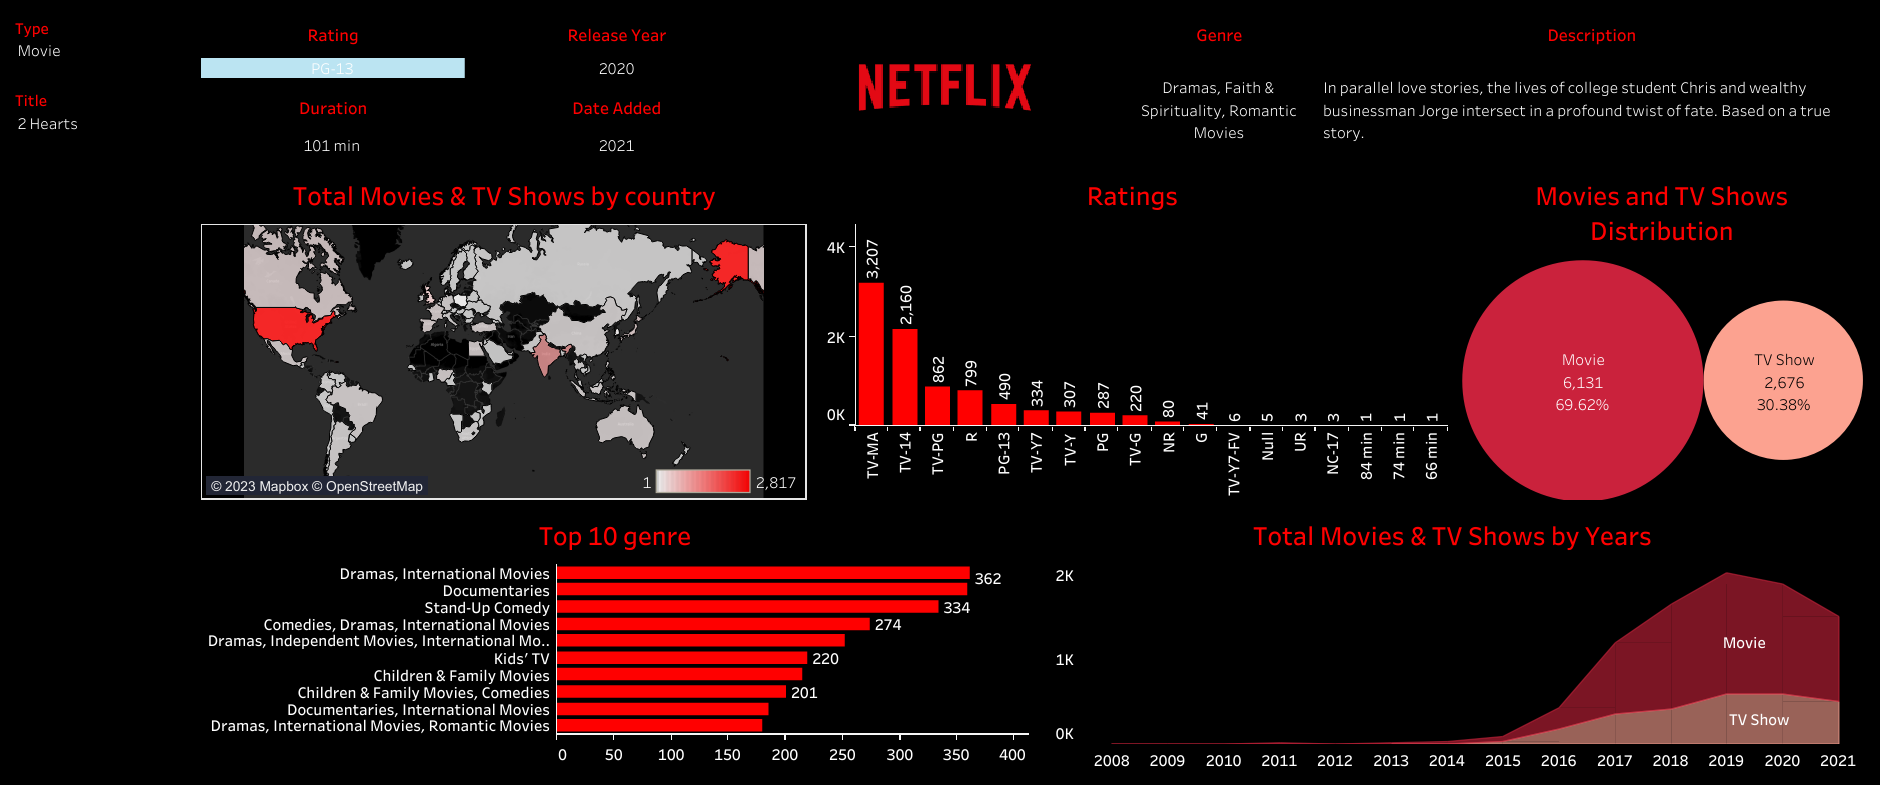 Type
Movie
Title
2 Hearts
Rating
PG-13
Duration
101 min
Release Year
2020
Date Added
2021
NETFLIX
Genre
Dramas, Faith &
Spirituality, Romantic
Movies
Description
In parallel love stories, the lives of college student Chris and wealthy
businessman Jorge intersect in a profound twist of fate. Based on a true
story.
Total Movies & TV Shows by country
© 2023 Mapbox © OpenStreetMap
1
2,817
Ratings
4K
2K
0K
3,207
2,160
862
799
490
334
307
287
220
80
41
6
5
3
3
1
1
1
TV-MA
TV-14
TV-PG
R
PG-13
TV-Y7
TV-Y
PG
TV-G
NR
G
TV-Y7-FV
Null
UR
NC-17
84 min
74 min
66 min
Movies and TV Shows
Distribution
Movie
6,131
69.62%
TV Show
2,676
30.38%
Top 10 genre
Dramas, International Movies
362
Documentaries
Stand-Up Comedy
334
Comedies, Dramas, International Movies
274
Dramas, Independent Movies, International Mo..
Kids' TV
220
Children & Family Movies
Children & Family Movies, Comedies
201
Documentaries, International Movies
Dramas, International Movies, Romantic Movies
0 50 100 150 200 250 300 350 400
Total Movies & TV Shows by Years
2K
1K
0K
Movie
TV Show
2008 2009 2010 2011 2012 2013 2014 2015 2016 2017 2018 2019 2020 2021